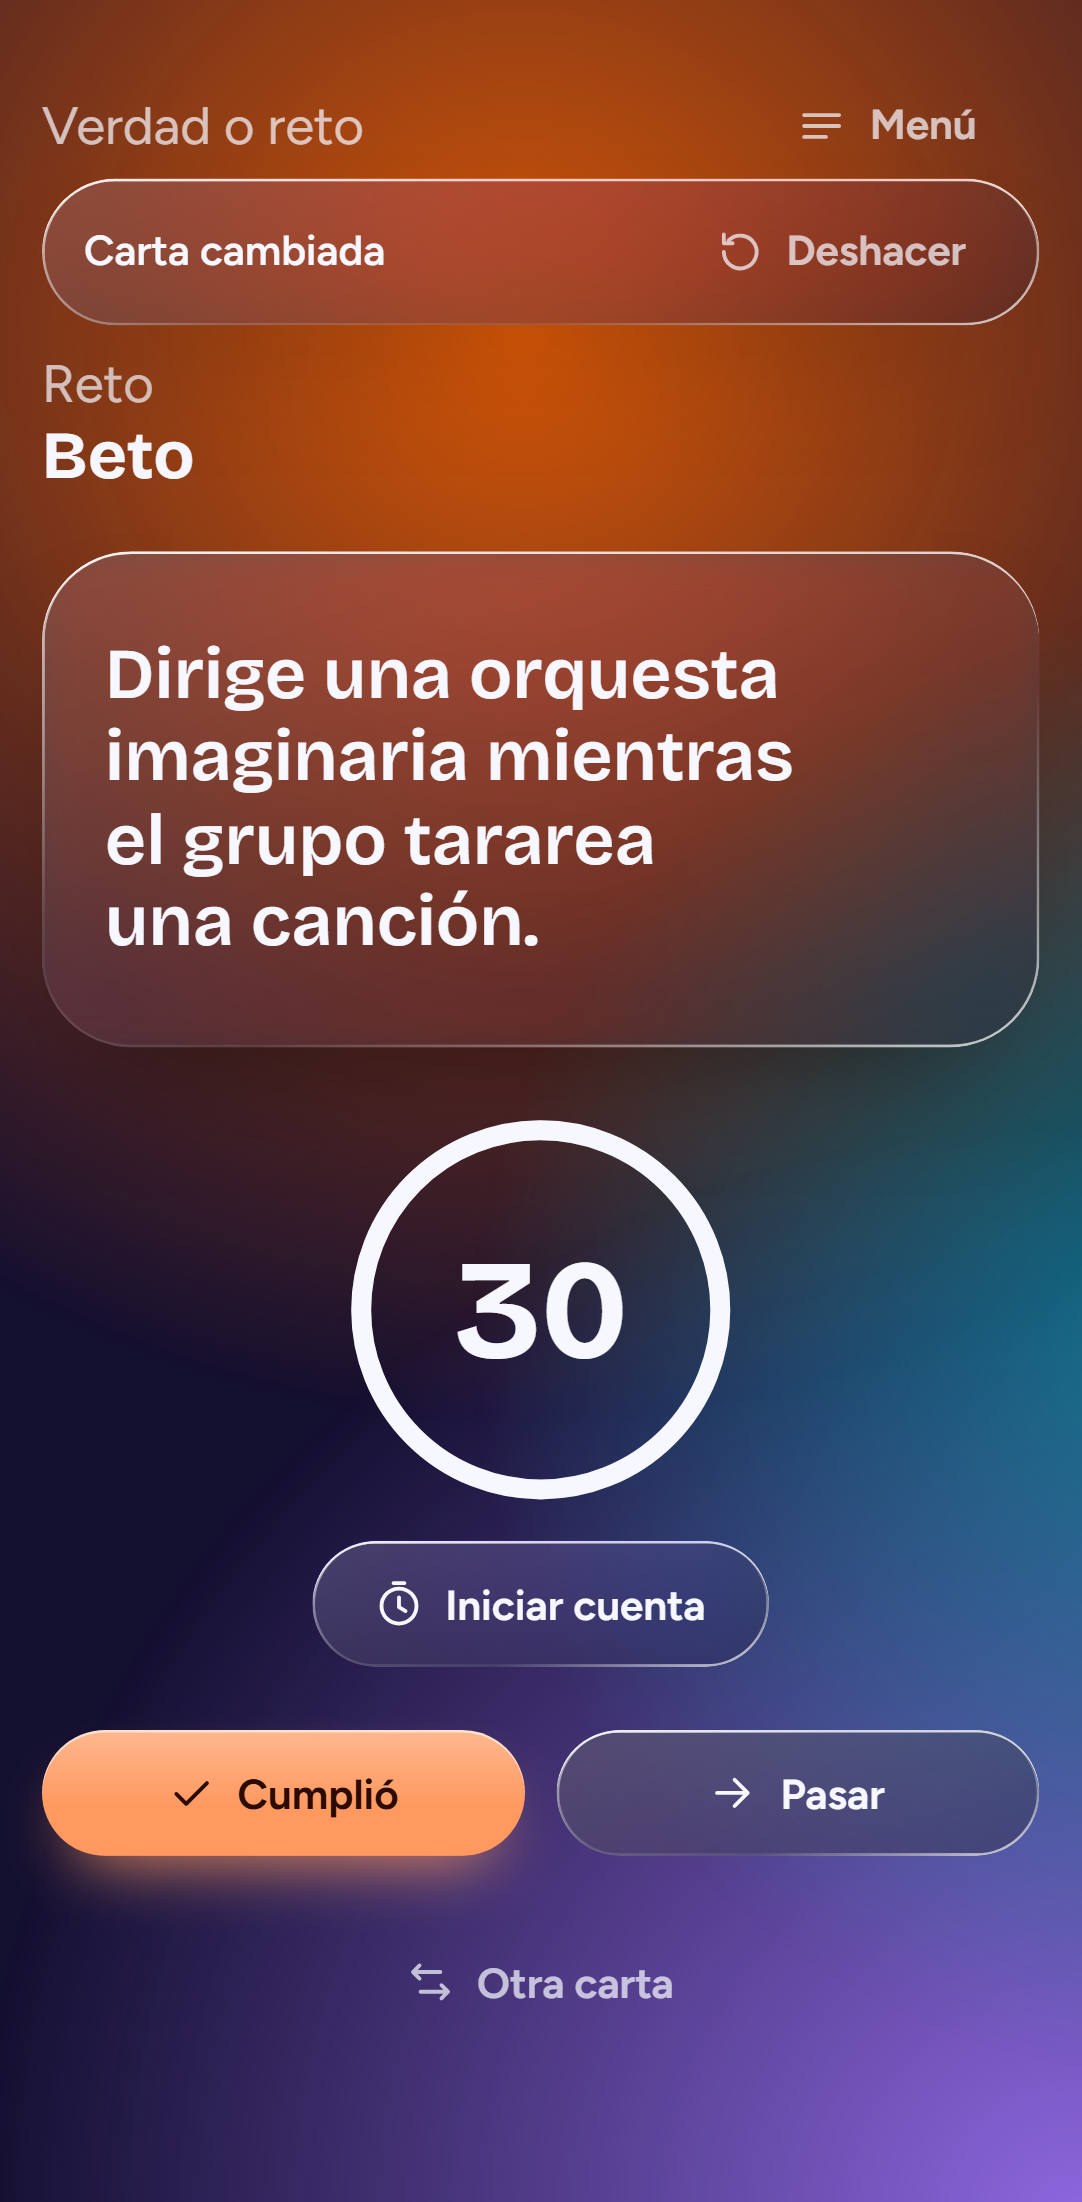 Verdad o reto
Menú
Carta cambiada
Deshacer
Reto
Beto
Dirige una orquesta
imaginaria mientras
el grupo tararea
una canción.
30
Iniciar cuenta
Cumplió
Pasar
Otra carta